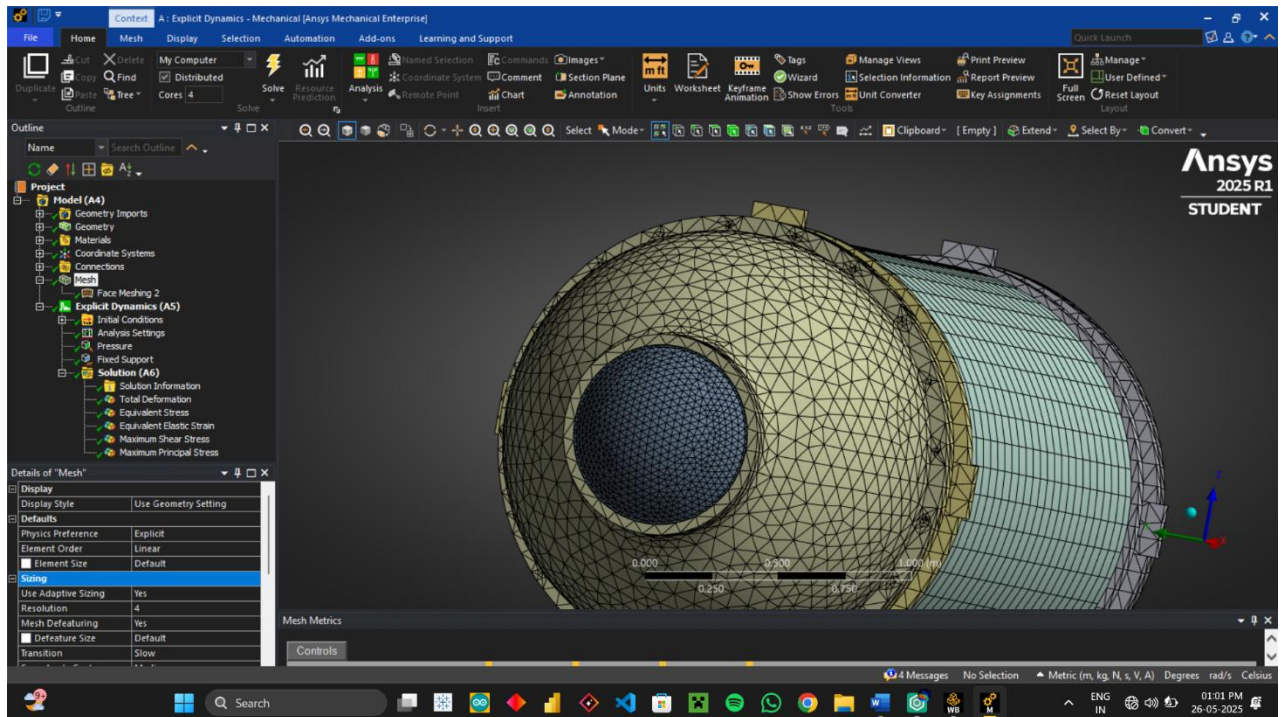 Context A : Explicit Dynamics - Mechanical [Ansys Mechanical Enterprise]
File Home Mesh Display Selection Automation Add-ons Learning and Support Quick Launch
Duplicate
Cut
Copy
Paste
Delete
Find
Tree
Outline
My Computer
Distributed
Cores 4
Solve
Solve
Resource Prediction
Analysis
Named Selection
Coordinate System
Remote Point
Commands
Comment
Chart
Images
Section Plane
Annotation
Insert
Units
Worksheet
Keyframe Animation
Tags
Wizard
Show Errors
Manage Views
Selection Information
Unit Converter
Print Preview
Report Preview
Key Assignments
Tools
Full Screen
Manage
User Defined
Reset Layout
Layout
Outline
Select Mode Clipboard [ Empty ] Extend Select By Convert
Name Search Outline
Project
Model (A4)
Geometry Imports
Geometry
Materials
Coordinate Systems
Connections
Mesh
Face Meshing 2
Explicit Dynamics (A5)
Initial Conditions
Analysis Settings
Pressure
Fixed Support
Solution (A6)
Solution Information
Total Deformation
Equivalent Stress
Equivalent Elastic Strain
Maximum Shear Stress
Maximum Principal Stress
Details of "Mesh"
Display
Display Style Use Geometry Setting
Defaults
Physics Preference Explicit
Element Order Linear
Element Size Default
Sizing
Use Adaptive Sizing Yes
Resolution 4
Mesh Defeaturing Yes
Defeature Size Default
Transition Slow
Ansys
2025 R1
STUDENT
Z
X
0.000 0.500 1.000 (m)
0.250 0.750
Mesh Metrics
Controls
4 Messages No Selection Metric (m, kg, N, s, V, A) Degrees rad/s Celsius
Search
WB
M
ENG
IN
01:01 PM
26-05-2025